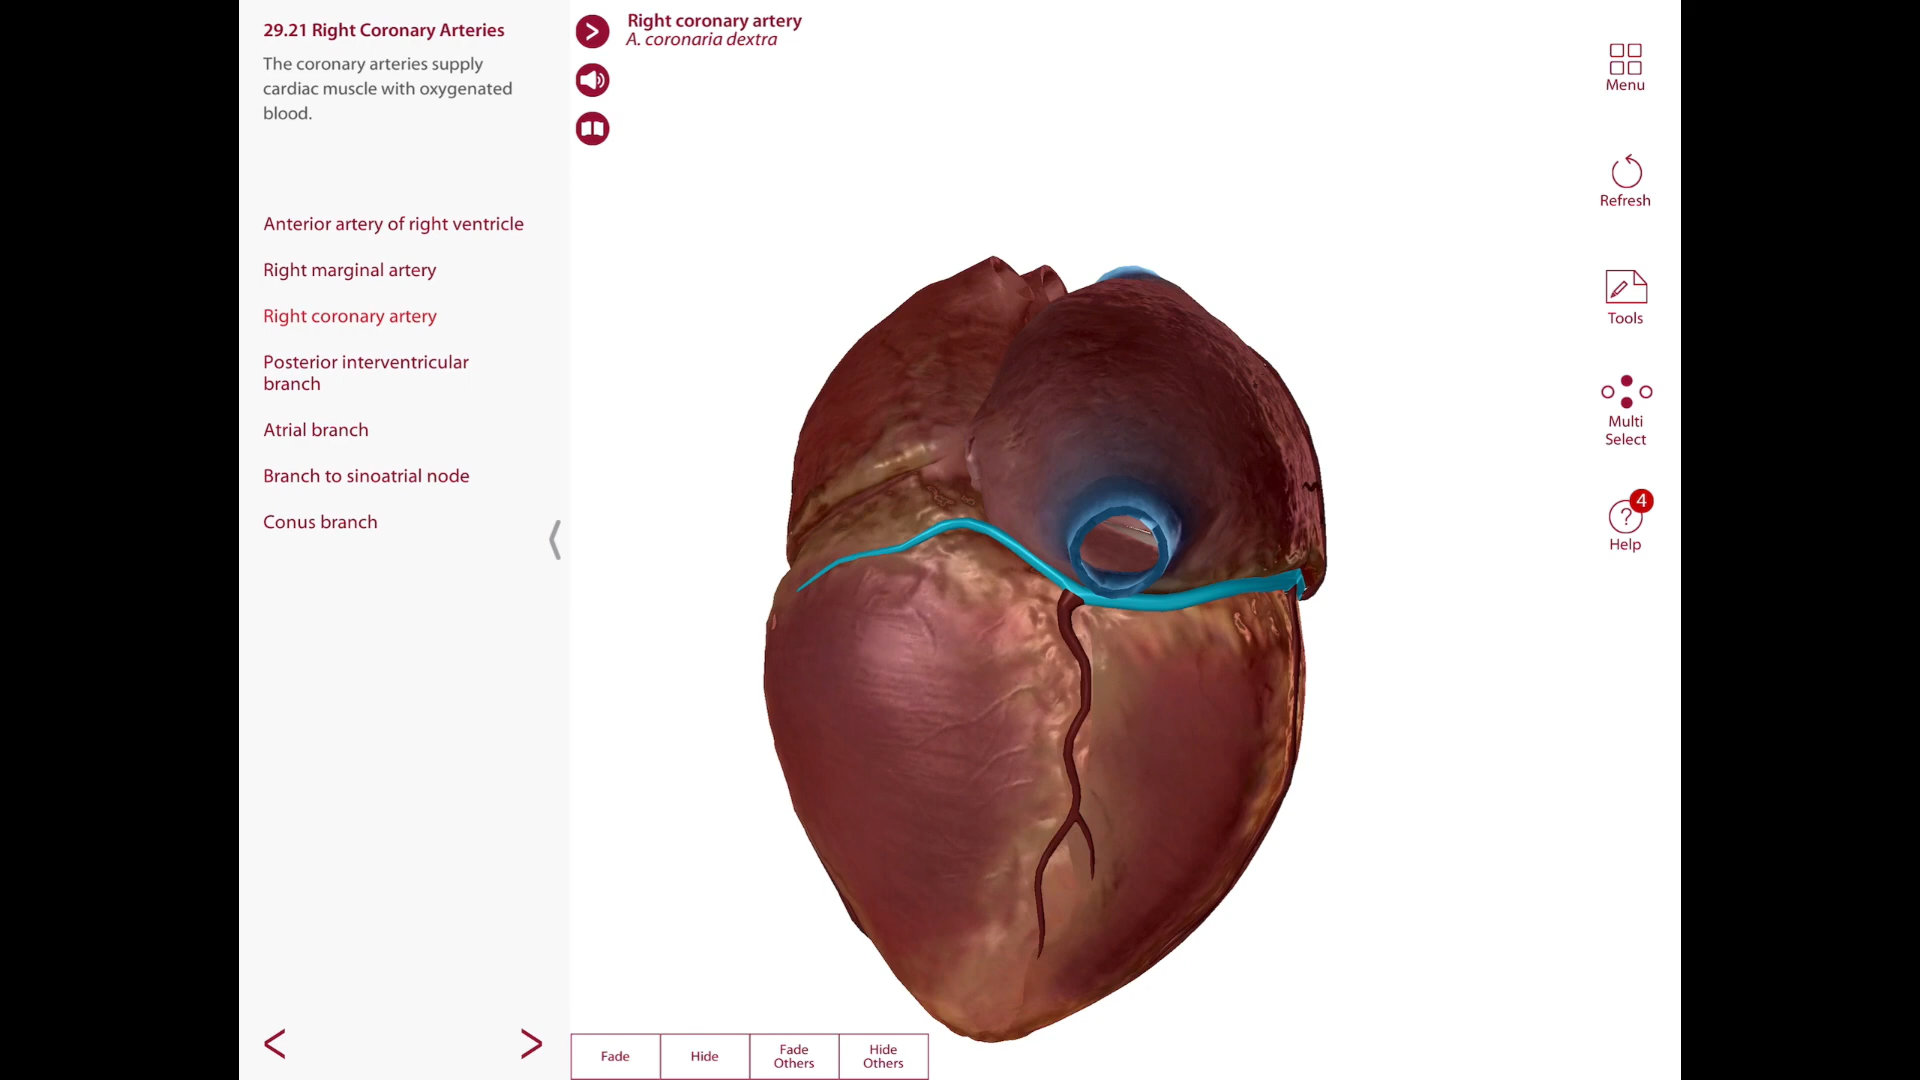 29.21 Right Coronary Arteries
The coronary arteries supply
cardiac muscle with oxygenated
blood.
Anterior artery of right ventricle
Right marginal artery
Right coronary artery
Posterior interventricular
branch
Atrial branch
Branch to sinoatrial node
Conus branch
Right coronary artery
A. coronaria dextra
Menu
Refresh
Tools
Multi
Select
4
Help
Fade
Hide
Fade
Others
Hide
Others